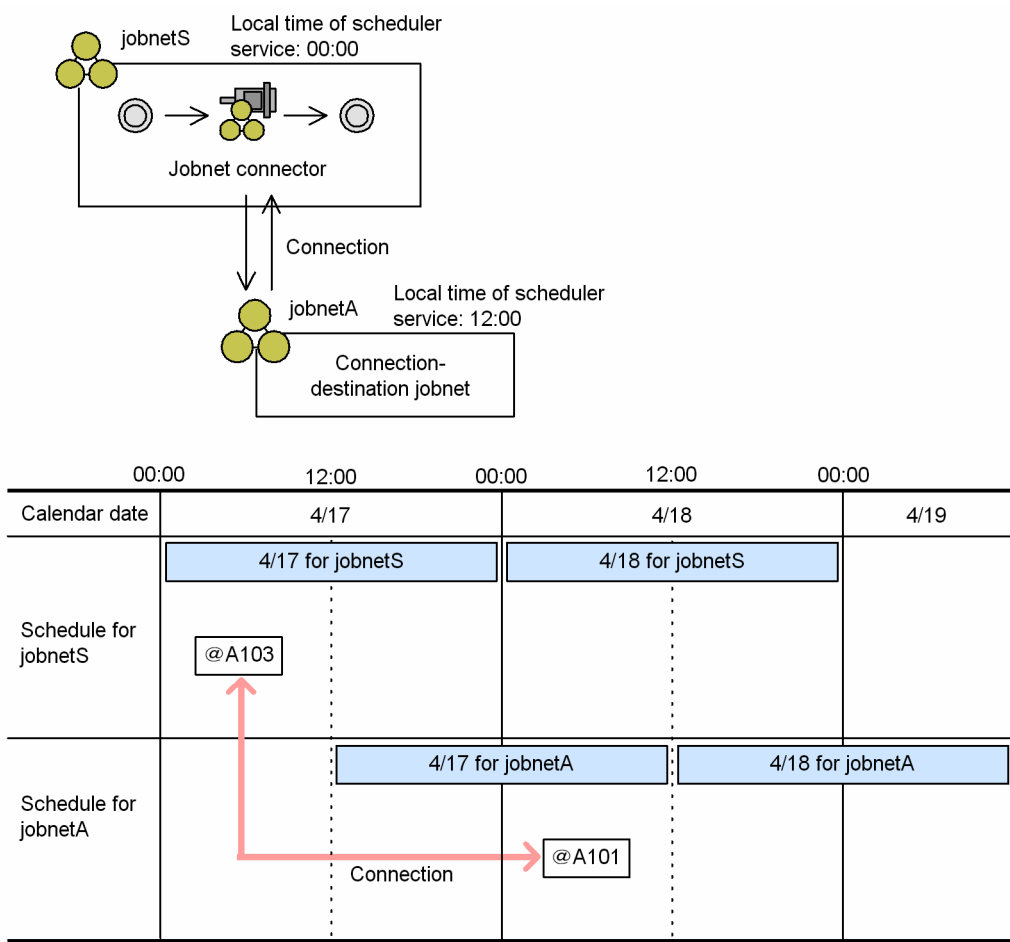 jobnetS
Local time of scheduler
service: 00:00
Jobnet connector
Connection
jobnetA
Local time of scheduler
service: 12:00
Connection-
destination jobnet
00:00 12:00 00:00 12:00 00:00
Calendar date 4/17 4/18 4/19
4/17 for jobnetS 4/18 for jobnetS
Schedule for
jobnetS
@A103
4/17 for jobnetA 4/18 for jobnetA
Schedule for
jobnetA
@A101
Connection